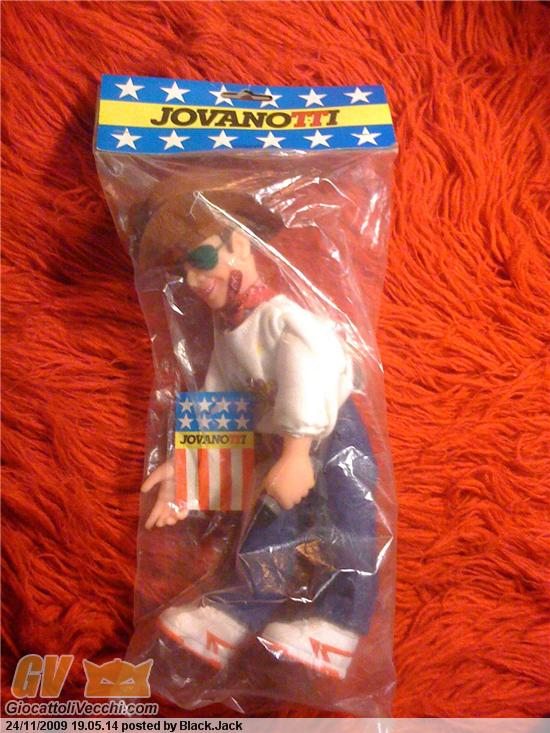 JOVANOTTI
JOVANOTTI
GV
GiocattoliVecchi.com
24/11/2009 19.05.14 posted by Black.Jack